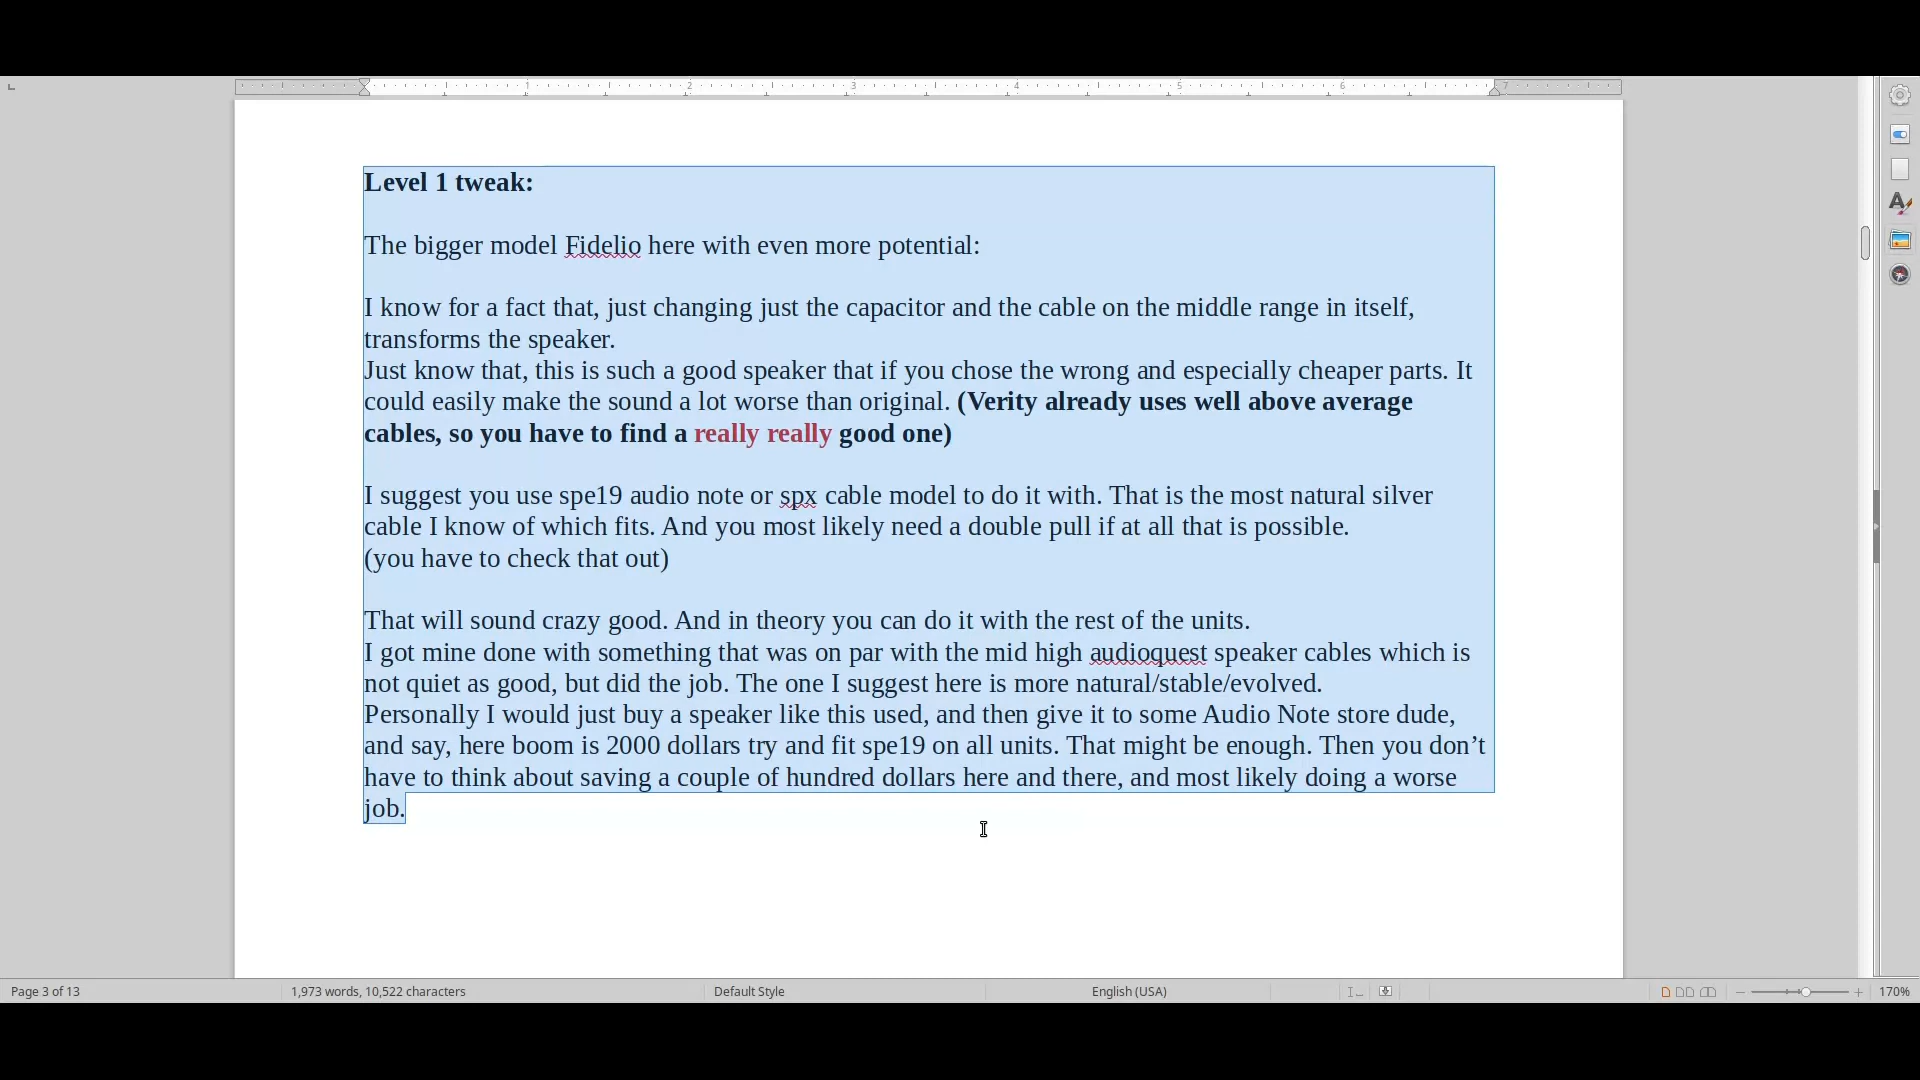 1 2 3 4 5 6 7
Level 1 tweak:
The bigger model Fidelio here with even more potential:
I know for a fact that, just changing just the capacitor and the cable on the middle range in itself,
transforms the speaker.
Just know that, this is such a good speaker that if you chose the wrong and especially cheaper parts. It
could easily make the sound a lot worse than original. (Verity already uses well above average
cables, so you have to find a really really good one)
I suggest you use spe19 audio note or spx cable model to do it with. That is the most natural silver
cable I know of which fits. And you most likely need a double pull if at all that is possible.
(you have to check that out)
That will sound crazy good. And in theory you can do it with the rest of the units.
I got mine done with something that was on par with the mid high audioquest speaker cables which is
not quiet as good, but did the job. The one I suggest here is more natural/stable/evolved.
Personally I would just buy a speaker like this used, and then give it to some Audio Note store dude,
and say, here boom is 2000 dollars try and fit spe19 on all units. That might be enough. Then you don’t
have to think about saving a couple of hundred dollars here and there, and most likely doing a worse
job.
Page 3 of 13 1,973 words, 10,522 characters Default Style English (USA) 170%